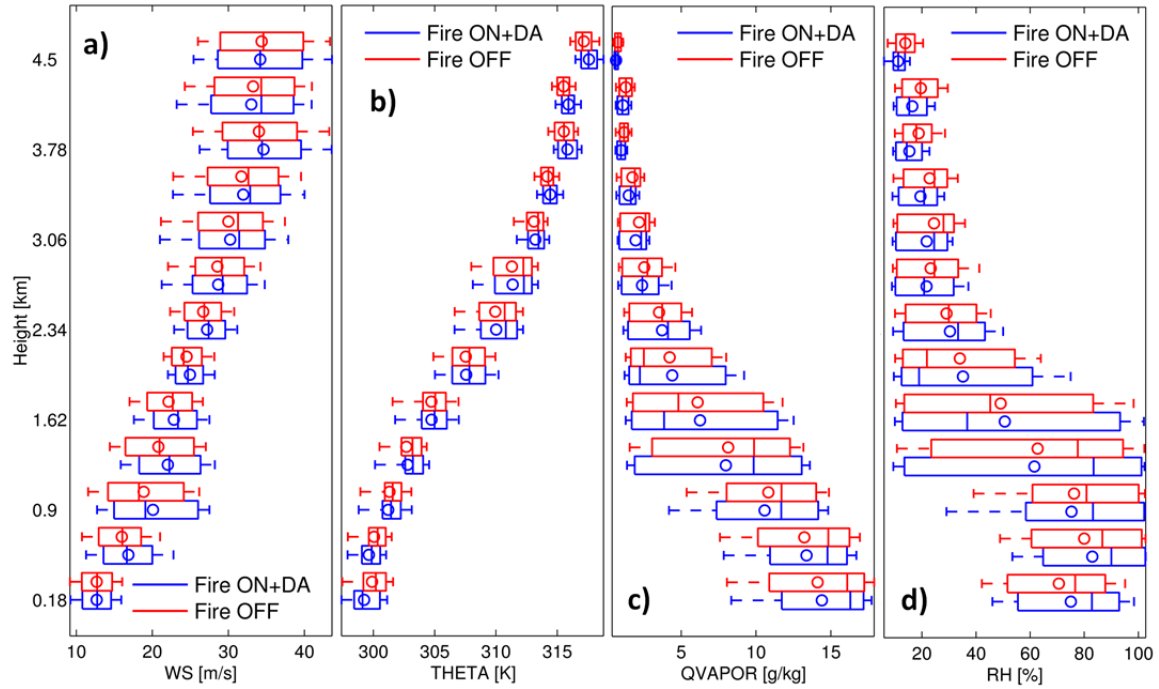 a)
Fire ON+DA
Fire OFF
b)
Fire ON+DA
Fire OFF
Fire ON+DA
Fire OFF
Fire ON+DA
Fire OFF
c)
d)
Height [km]
4.5
3.78
3.06
2.34
1.62
0.9
0.18
10 20 30 40
WS [m/s]
300 305 310 315
THETA [K]
5 10 15
QVAPOR [g/kg]
20 40 60 80 100
RH [%]